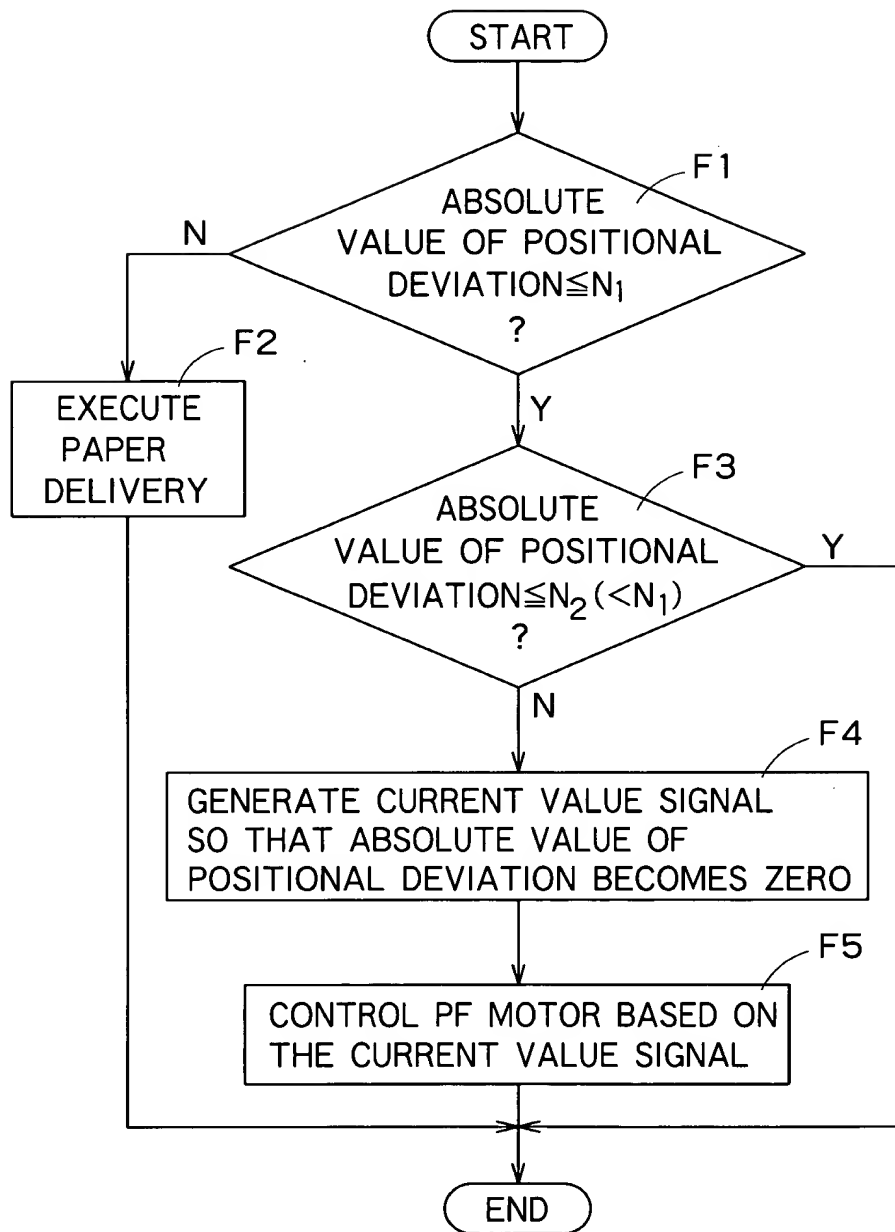 START
F1
ABSOLUTE
VALUE OF POSITIONAL
DEVIATION≦N₁
?
N
Y
F2
EXECUTE
PAPER
DELIVERY
F3
ABSOLUTE
VALUE OF POSITIONAL
DEVIATION≦N₂(<N₁)
?
Y
N
F4
GENERATE CURRENT VALUE SIGNAL
SO THAT ABSOLUTE VALUE OF
POSITIONAL DEVIATION BECOMES ZERO
F5
CONTROL PF MOTOR BASED ON
THE CURRENT VALUE SIGNAL
END